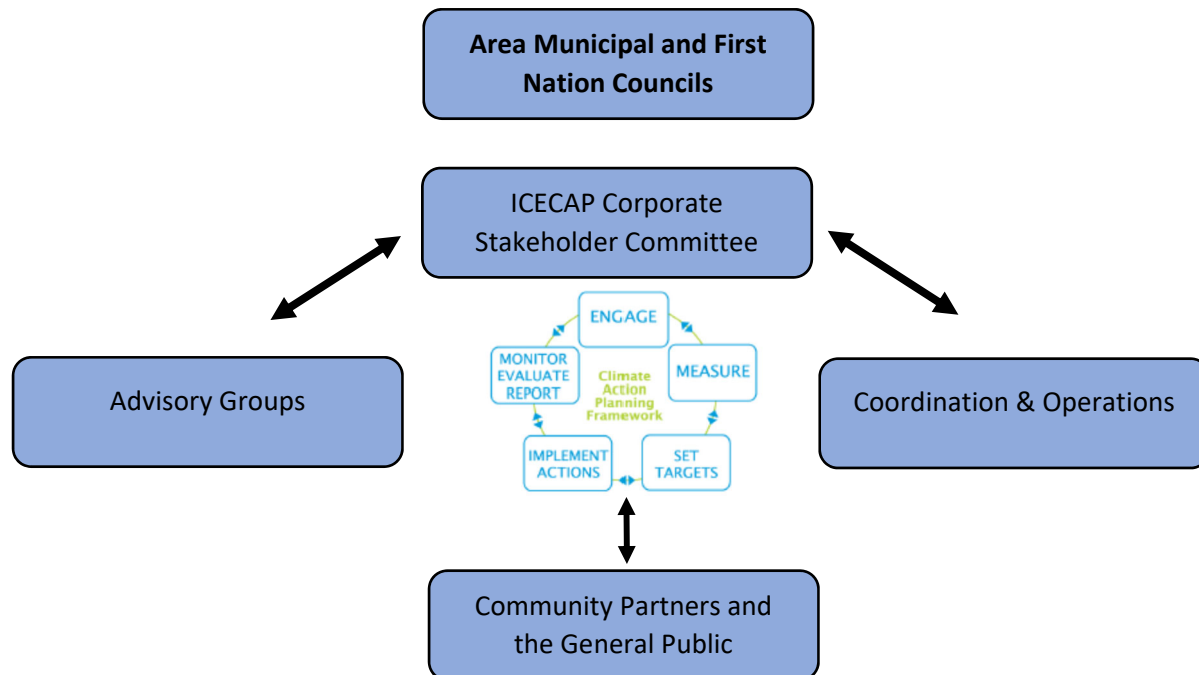 Area Municipal and First
Nation Councils
ICECAP Corporate
Stakeholder Committee
ENGAGE
MONITOR
EVALUATE
REPORT
Climate
Action
Planning
Framework
MEASURE
IMPLEMENT
ACTIONS
SET
TARGETS
Advisory Groups
Coordination & Operations
Community Partners and
the General Public